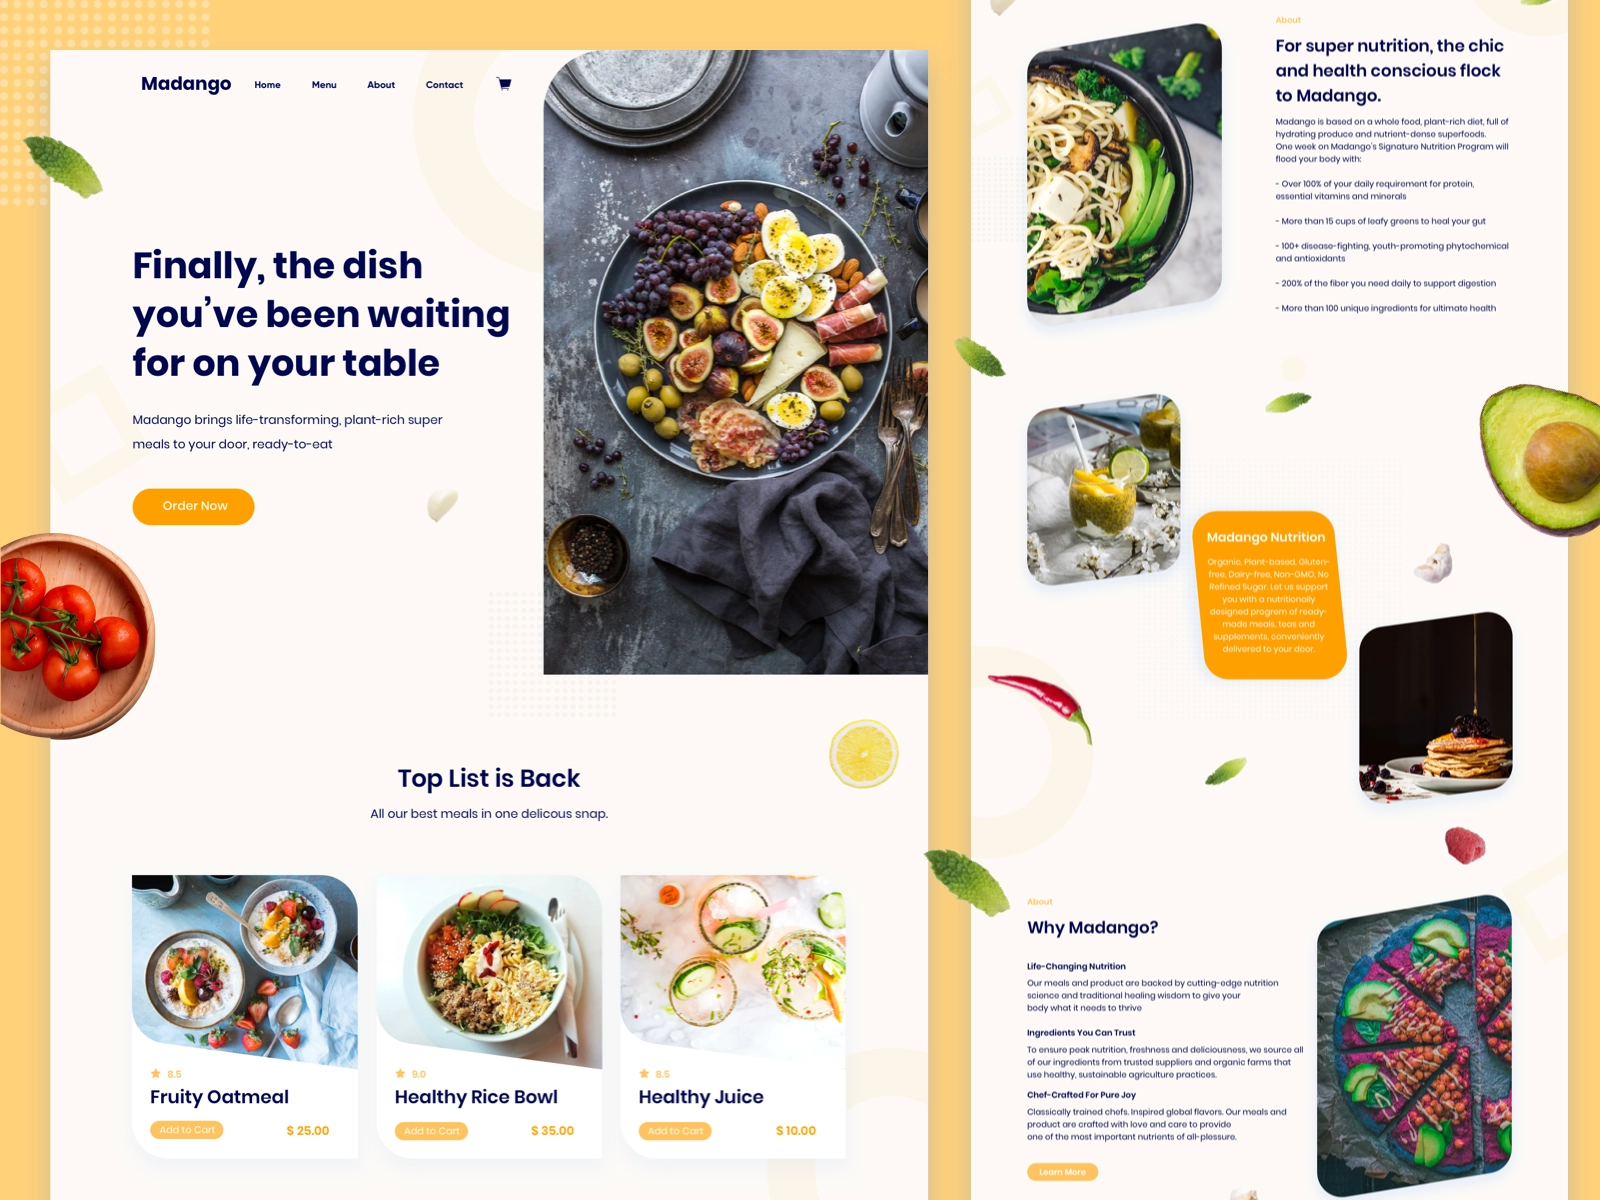 Madango
Home
Menu
About
Contact
Finally, the dish
you've been waiting
for on your table
Madango brings life-transforming, plant-rich super
meals to your door, ready-to-eat
Order Now
Top List is Back
All our best meals in one delicous snap.
8.5
Fruity Oatmeal
Add to Cart
$ 25.00
9.0
Healthy Rice Bowl
Add to Cart
$ 35.00
8.5
Healthy Juice
Add to Cart
$ 10.00
About
For super nutrition, the chic
and health conscious flock
to Madango.
Madango is based on a whole food, plant-rich diet, full of
hydrating produce and nutrient-dense superfoods.
One week on Madango's Signature Nutrition Program will
flood your body with:
- Over 100% of your daily requirement for protein,
essential vitamins and minerals
- More than 15 cups of leafy greens to heal your gut
- 100+ disease-fighting, youth-promoting phytochemical
and antioxidants
- 200% of the fiber you need daily to support digestion
- More than 100 unique ingredients for ultimate health
Madango Nutrition
Organic, Plant-based, Gluten-
free, Dairy-free, Non-GMO, No
Refined Sugar. Let us support
you with a nutritionally
designed progrem of ready-
made meals, teas and
supplements, conveniently
delivered to your door.
About
Why Madango?
Life-Changing Nutrition
Our meals and product are backed by cutting-edge nutrition
science and traditional healing wisdom to give your
body what it needs to thrive
Ingredients You Can Trust
To ensure peak nutrition, freshness and deliciousness, we source all
of our ingredients from trusted suppliers and organic farms that
use healthy, sustainable agriculture practices.
Chef-Crafted For Pure Joy
Classically trained chefs. Inspired global flavors. Our meals and
product are crafted with love and care to provide
one of the most important nutrients of all-plessure.
Learn More